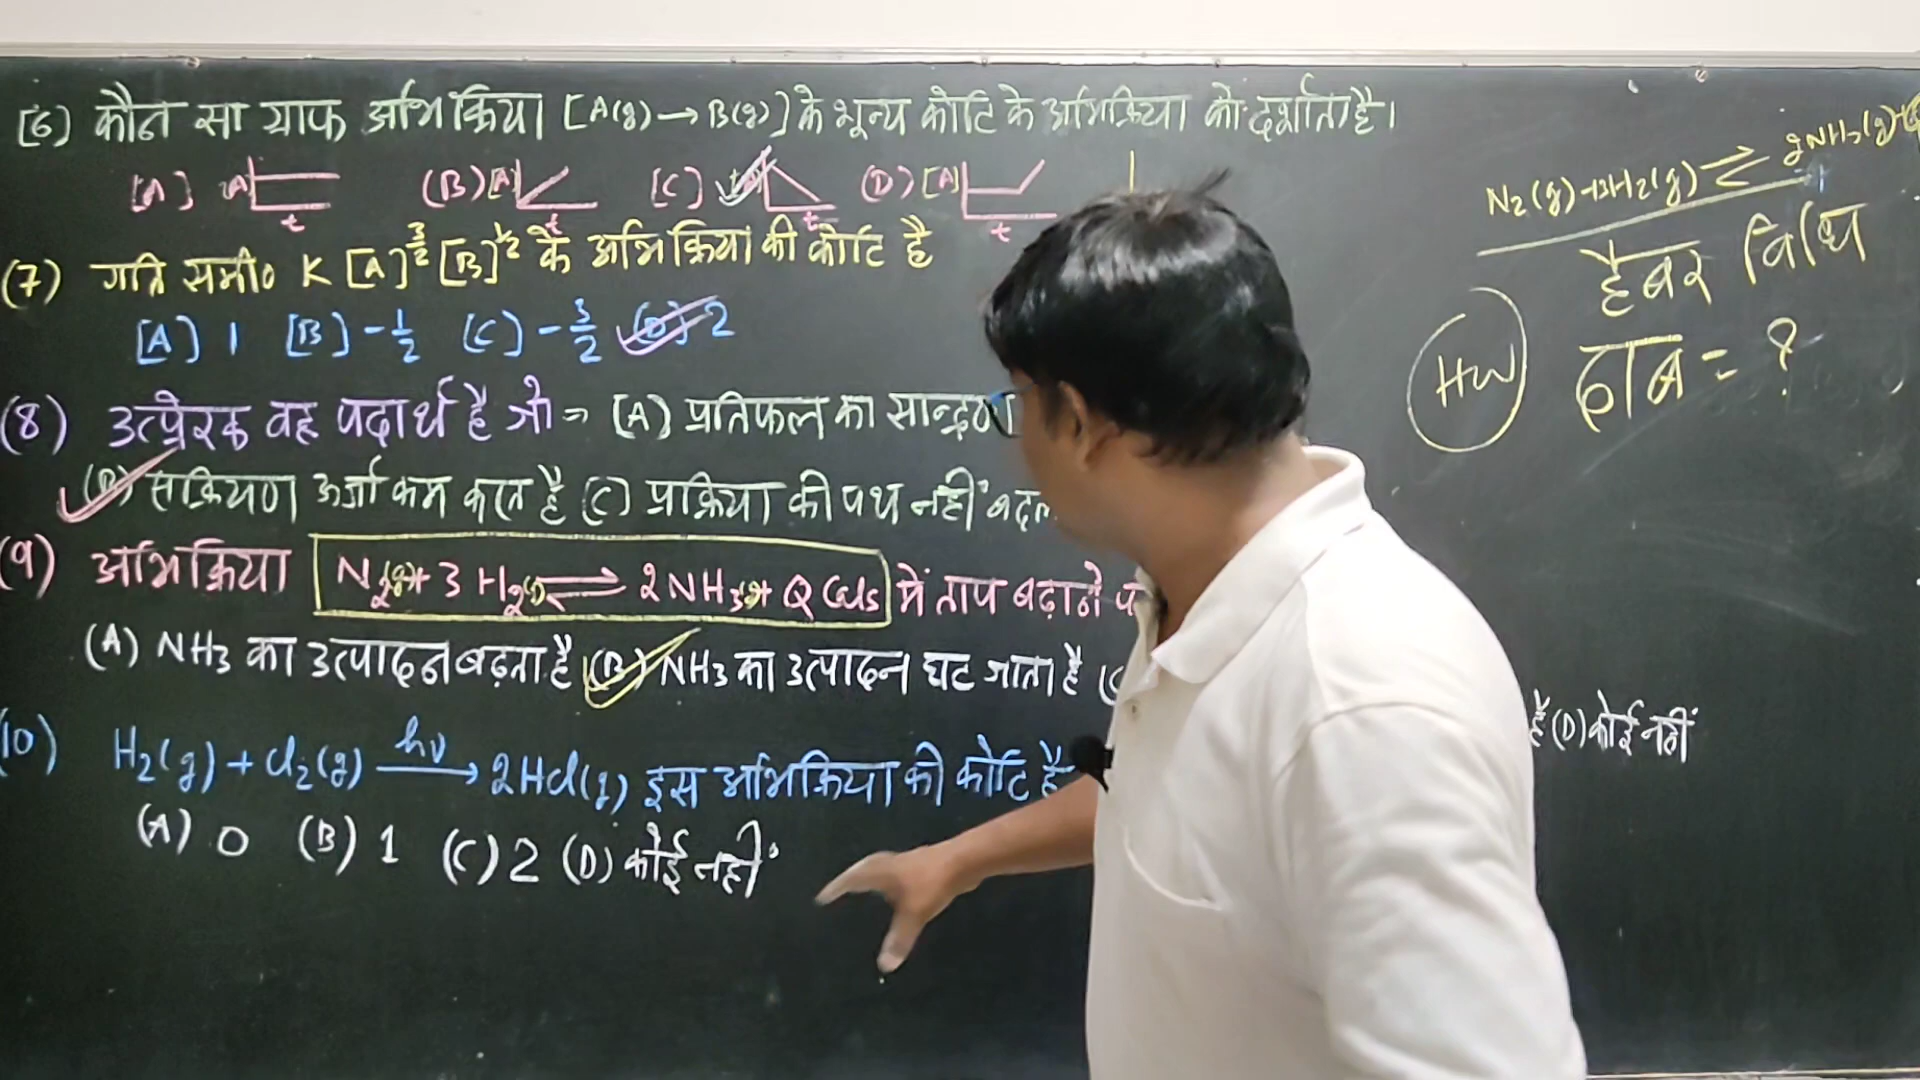 [6] कौन सा ग्राफ अभिक्रिया [A(g) → B(g)] के शून्य कोटि के अभिक्रिया को दर्शाता है।
[A] [A] t (B) [A] t [C] t (D) [A] t
(7) गति समी० K [A]^3/2 [B]^1/2 के अभिक्रिया की कोटि है
[A] 1 [B] -1/2 [C] -3/2 [D] 2
(8) उत्प्रेरक वह पदार्थ है जो → [A] प्रतिफल का
(B) सक्रियण ऊर्जा कम करता है [C] प्रक्रिया की पथ नहीं
(9) अभिक्रिया N2(g) + 3H2(g) ⇌ 2NH3(g) + Q Cals में ताप बढ़ाने
(A) NH3 का उत्पादन बढ़ता है (B) NH3 का उत्पादन घट जाता है (C
है (D) कोई नहीं
(10) H2(g) + Cl2(g) hν → 2HCl(g) इस अभिक्रिया की कोटि है
(A) 0 (B) 1 (C) 2 (D) कोई नहीं
N2(g) + 3H2(g) ⇌ 2NH3(g)
हेबर विधि
HW दाब = ?